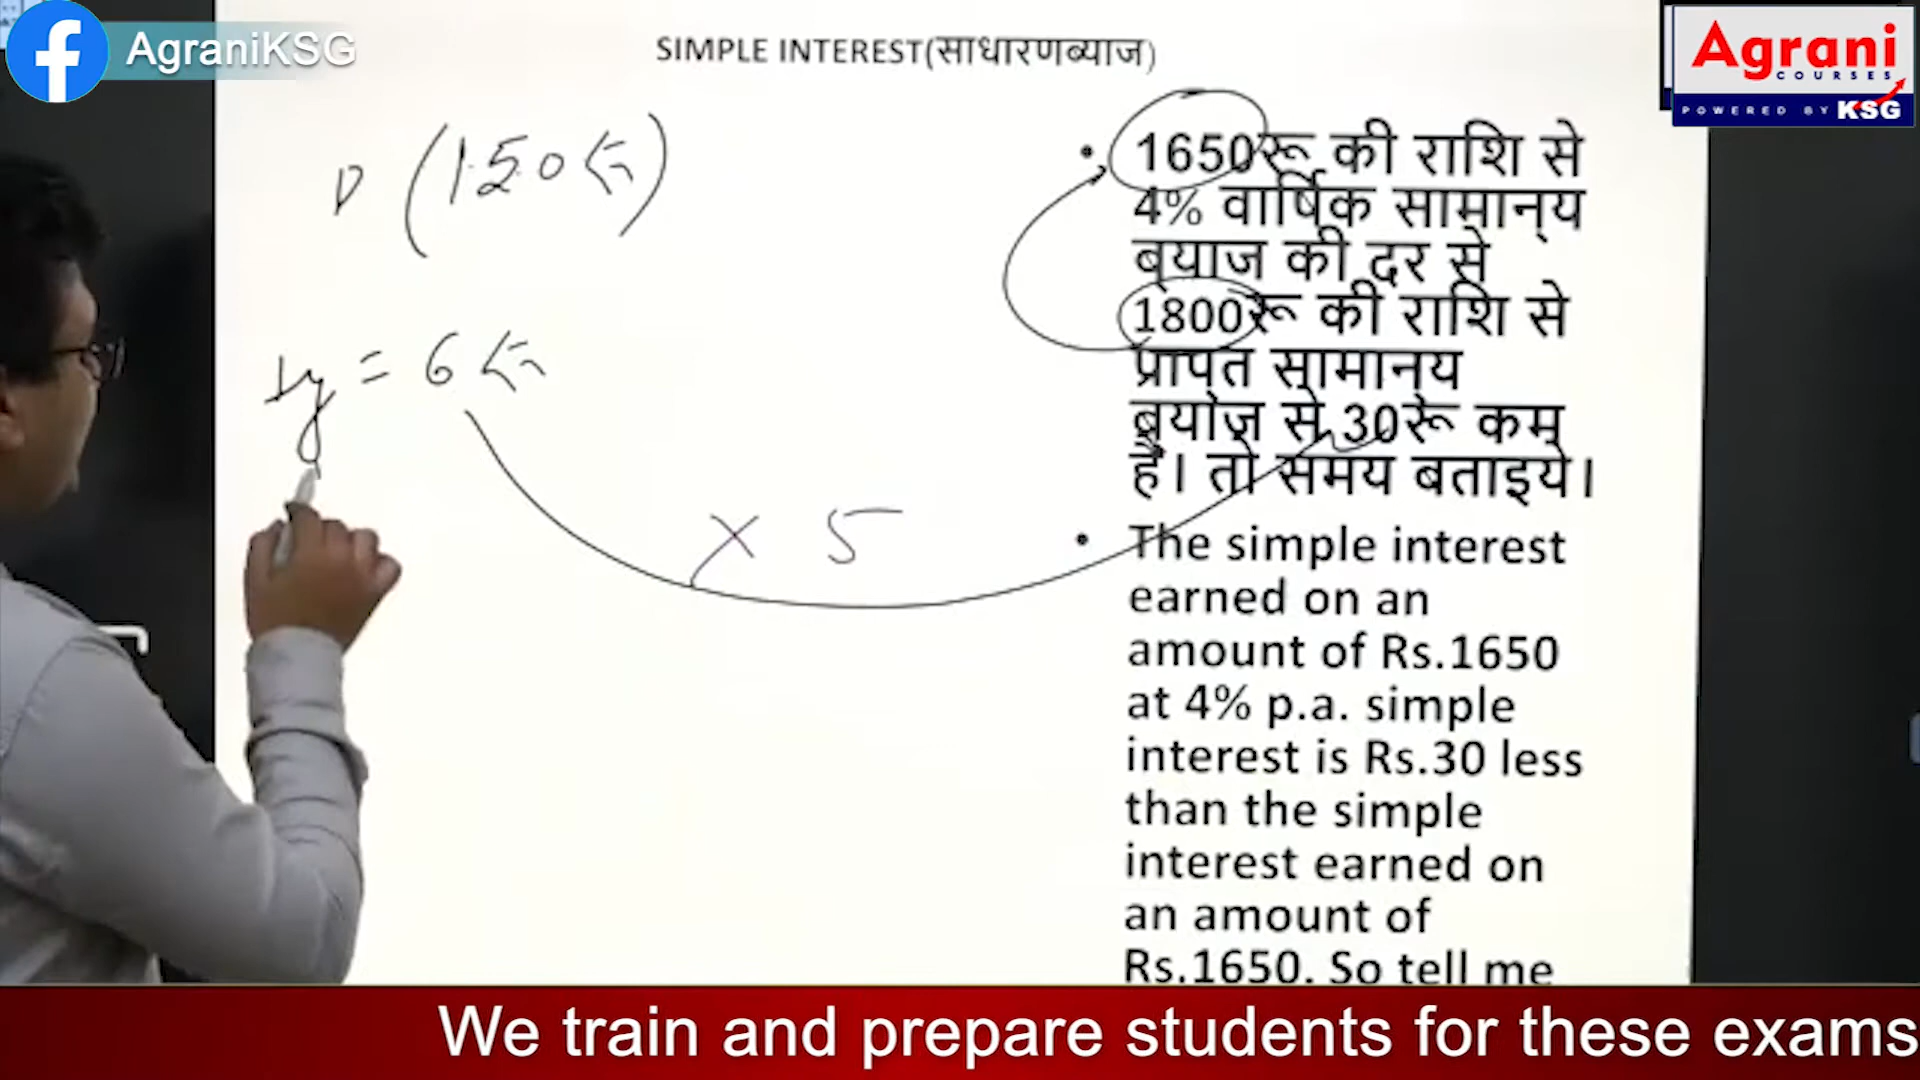 AgraniKSG
SIMPLE INTEREST(साधारणब्याज)
Agrani
COURSES
POWERED BY KSG
(150
1y = 6
× 5
• 1650रू की राशि से
4% वार्षिक सामान्य
ब्याज की दर से
1800रू की राशि से
प्राप्त सामान्य
ब्याज से 30रू कम
है। तो समय बताइये।
• The simple interest
earned on an
amount of Rs.1650
at 4% p.a. simple
interest is Rs.30 less
than the simple
interest earned on
an amount of
Rs.1650. So tell me
We train and prepare students for these exams